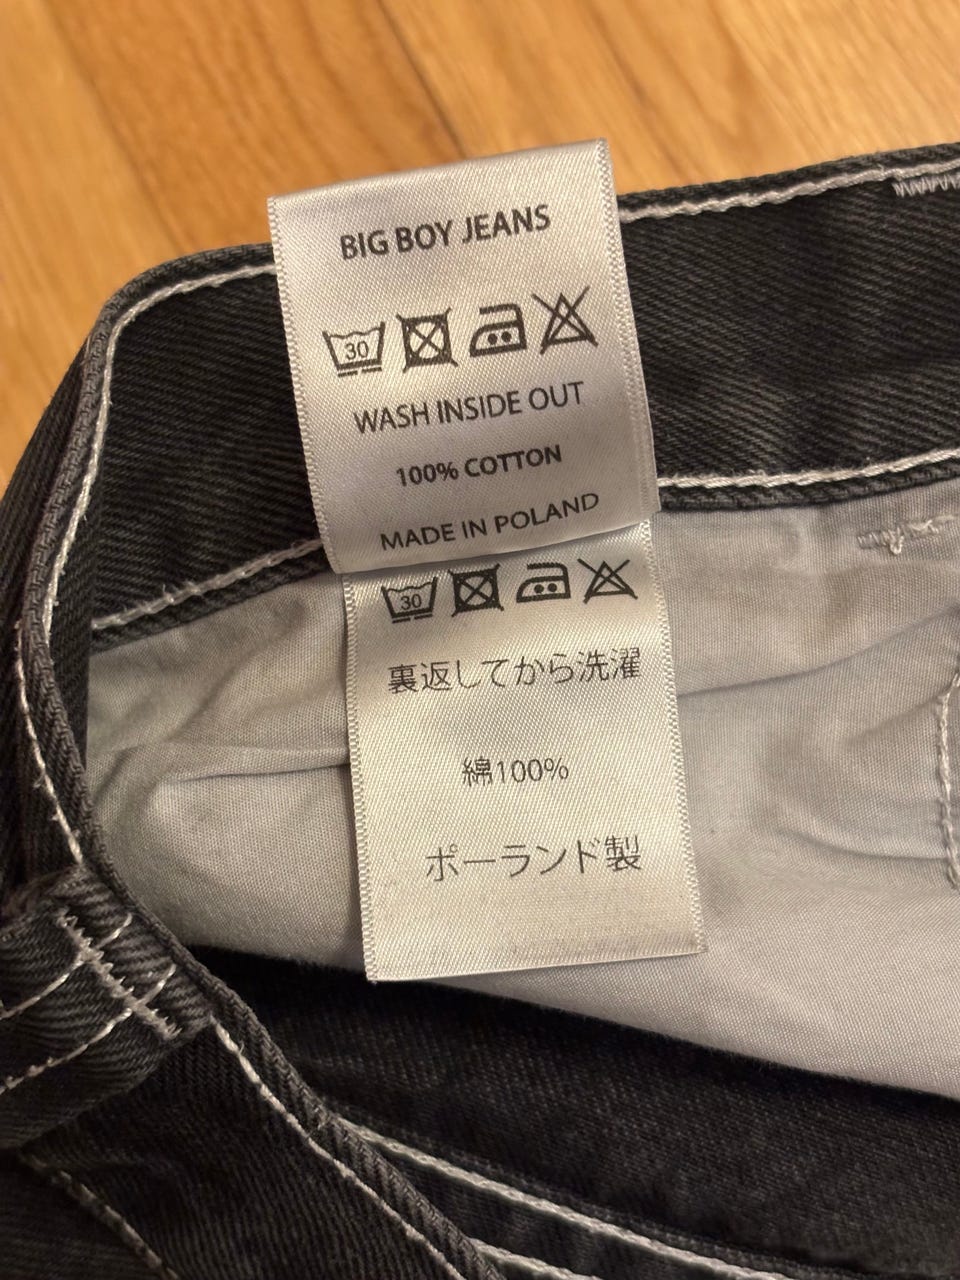 BIG BOY JEANS
30
WASH INSIDE OUT
100% COTTON
MADE IN POLAND
30
裏返してから洗濯
綿100%
ポーランド製